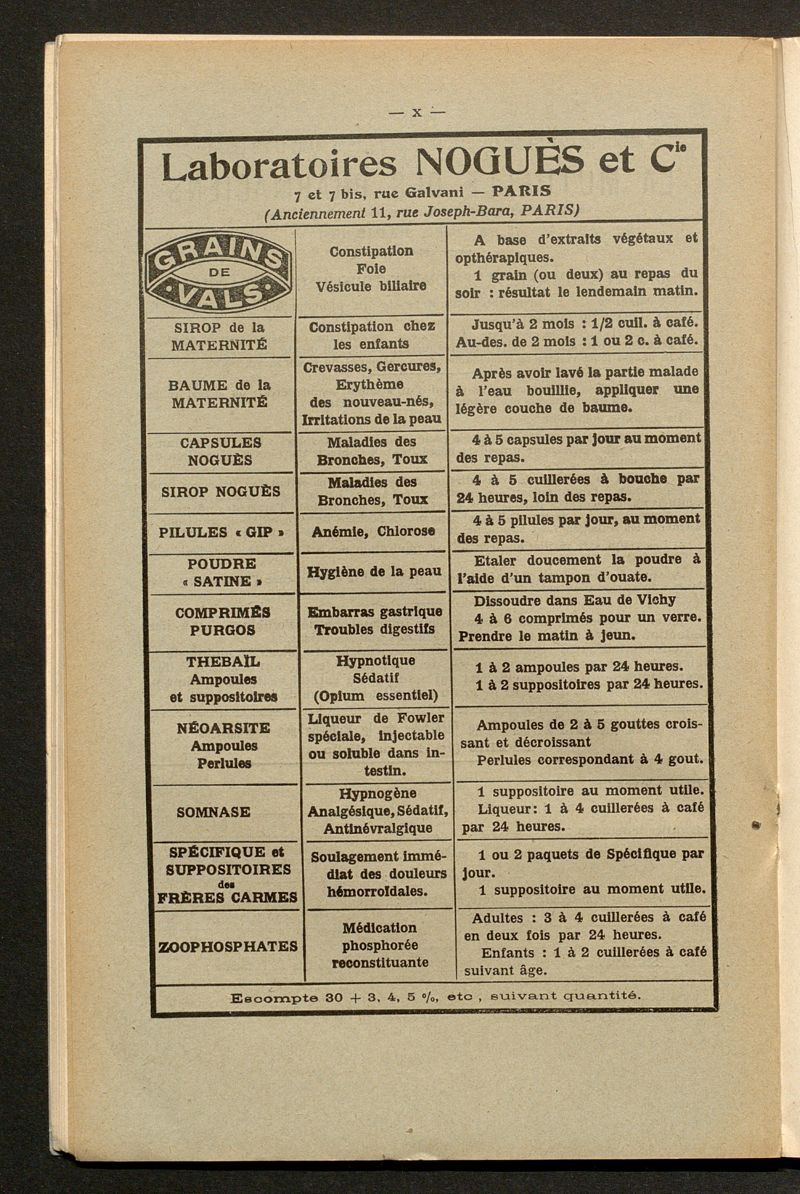 — X —
Laboratoires NOGUÈS et Cie
7 et 7 bis, rue Galvani — PARIS
(Anciennement 11, rue Joseph-Bara, PARIS)
GRAINS
DE
VALS
Constipation
Foie
Vésicule biliaire
A base d'extraits végétaux et
opthéraplques.
1 grain (ou deux) au repas du
soir : résultat le lendemain matin.
SIROP de la
MATERNITÉ
Constipation chez
les enfants
Jusqu'à 2 mois : 1/2 cuil. à café.
Au-des. de 2 mois : 1 ou 2 c. à café.
BAUME de la
MATERNITÉ
Crevasses, Gercures,
Erythème
des nouveau-nés,
Irritations de la peau
Après avoir lavé la partie malade
à l'eau bouillie, appliquer une
légère couche de baume.
CAPSULES
NOGUÈS
Maladies des
Bronches, Toux
4 à 5 capsules par jour au moment
des repas.
SIROP NOGUÈS
Maladies des
Bronches, Toux
4 à 5 cuillerées à bouche par
24 heures, loin des repas.
PILULES « GIP »
Anémie, Chlorose
4 à 5 pilules par jour, au moment
des repas.
POUDRE
« SATINE »
Hygiène de la peau
Etaler doucement la poudre à
l'aide d'un tampon d'ouate.
COMPRIMÉS
PURGOS
Embarras gastrique
Troubles digestifs
Dissoudre dans Eau de Vichy
4 à 6 comprimés pour un verre.
Prendre le matin à jeun.
THEBAÏL
Ampoules
et suppositoires
Hypnotique
Sédatif
(Opium essentiel)
1 à 2 ampoules par 24 heures.
1 à 2 suppositoires par 24 heures.
NÉOARSITE
Ampoules
Perlules
Liqueur de Fowler
spéciale, injectable
ou soluble dans in-
testin.
Ampoules de 2 à 5 gouttes crois-
sant et décroissant
Perlules correspondant à 4 gout.
SOMNASE
Hypnogène
Analgésique, Sédatif,
Antinévralgique
1 suppositoire au moment utile.
Liqueur: 1 à 4 cuillerées à café
par 24 heures.
SPÉCIFIQUE et
SUPPOSITOIRES
des
FRÈRES CARMES
Soulagement immé-
diat des douleurs
hémorroïdales.
1 ou 2 paquets de Spécifique par
jour.
1 suppositoire au moment utile.
ZOOPHOSPHATES
Médication
phosphorée
reconstituante
Adultes : 3 à 4 cuillerées à café
en deux fois par 24 heures.
Enfants : 1 à 2 cuillerées à café
suivant âge.
Escompte 30 + 3, 4, 5 %, etc , suivant quantité.